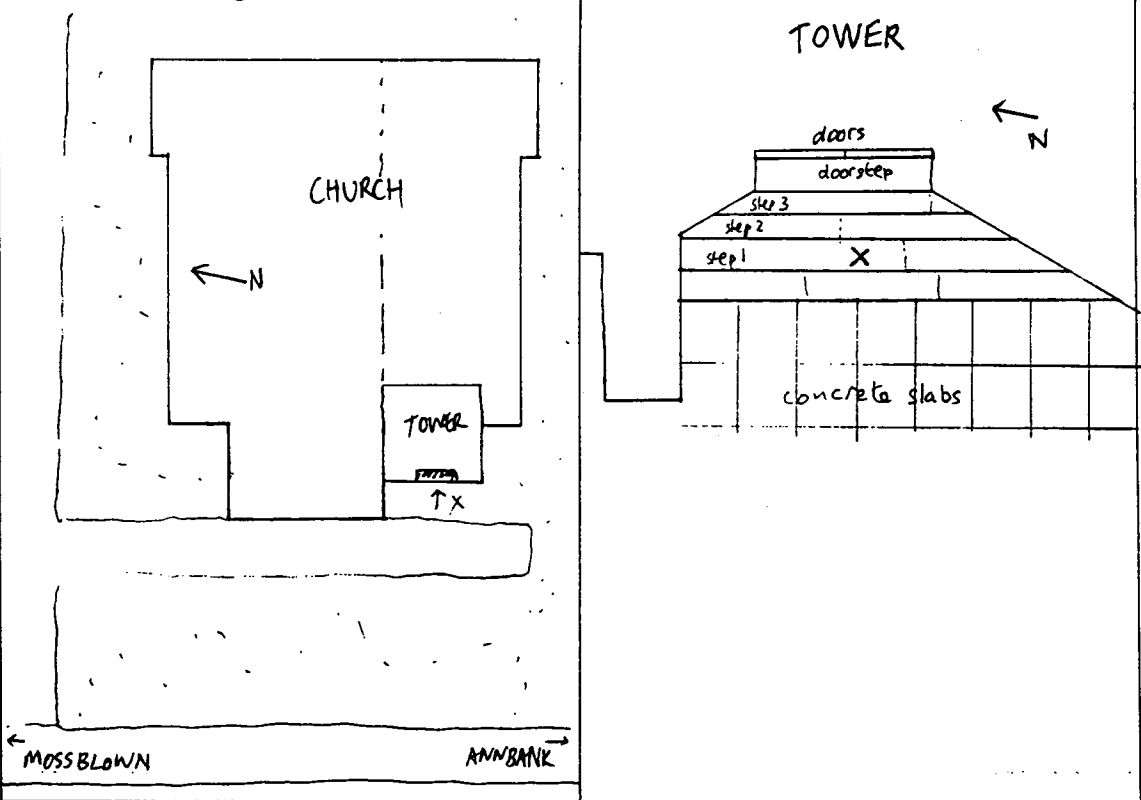 CHURCH
N
TOWER
X
MOSSBLOWN
ANNBANK
TOWER
N
doors
doorstep
step 3
step 2
step 1
X
concrete slabs